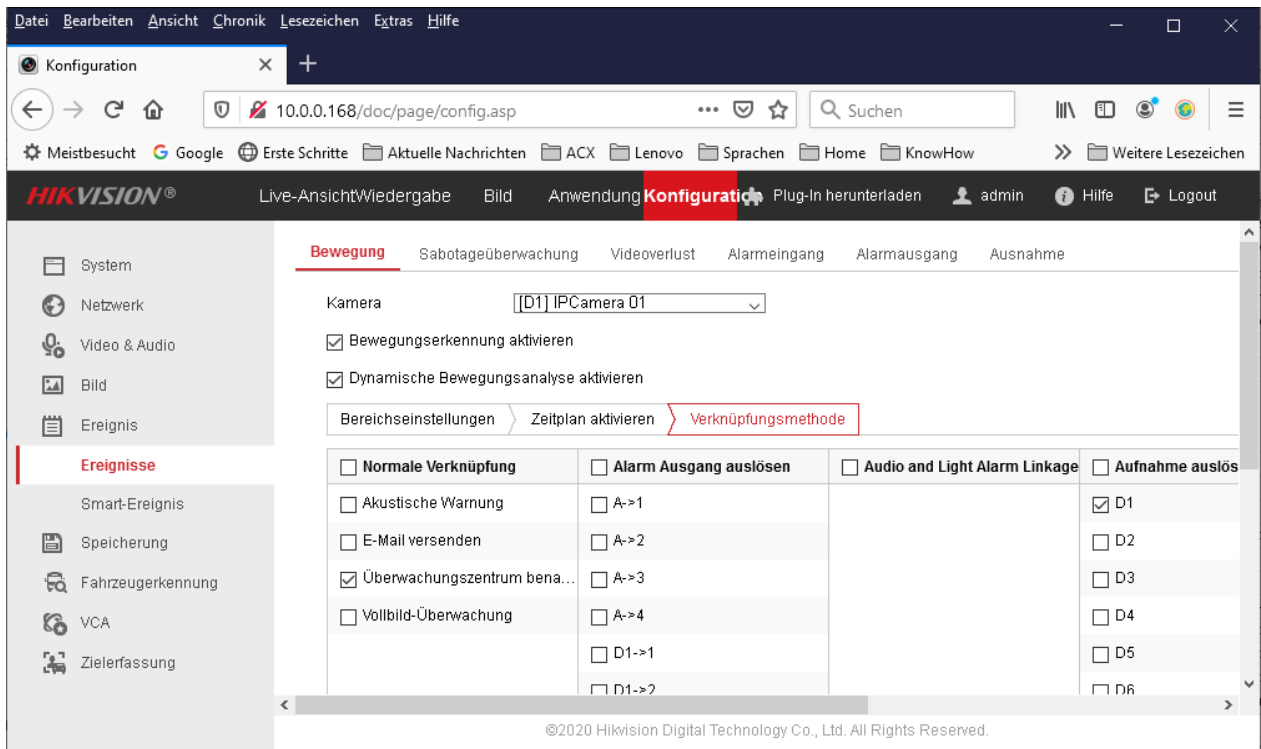 Datei Bearbeiten Ansicht Chronik Lesezeichen Extras Hilfe
Konfiguration
10.0.0.168/doc/page/config.asp
Suchen
Meistbesucht Google Erste Schritte Aktuelle Nachrichten ACX Lenovo Sprachen Home KnowHow Weitere Lesezeichen
HIKVISION® Live-Ansicht Wiedergabe Bild Anwendung Konfiguration Plug-In herunterladen admin Hilfe Logout
System
Netzwerk
Video & Audio
Bild
Ereignis
Ereignisse
Smart-Ereignis
Speicherung
Fahrzeugerkennung
VCA
Zielerfassung
Bewegung Sabotageüberwachung Videoverlust Alarmeingang Alarmausgang Ausnahme
Kamera [D1] IPCamera 01
Bewegungserkennung aktivieren
Dynamische Bewegungsanalyse aktivieren
Bereichseinstellungen Zeitplan aktivieren Verknüpfungsmethode
Normale Verknüpfung Alarm Ausgang auslösen Audio and Light Alarm Linkage Aufnahme auslös
Akustische Warnung A->1 D1
E-Mail versenden A->2 D2
Überwachungszentrum bena... A->3 D3
Vollbild-Überwachung A->4 D4
D1->1 D5
D1->2 D6
©2020 Hikvision Digital Technology Co., Ltd. All Rights Reserved.